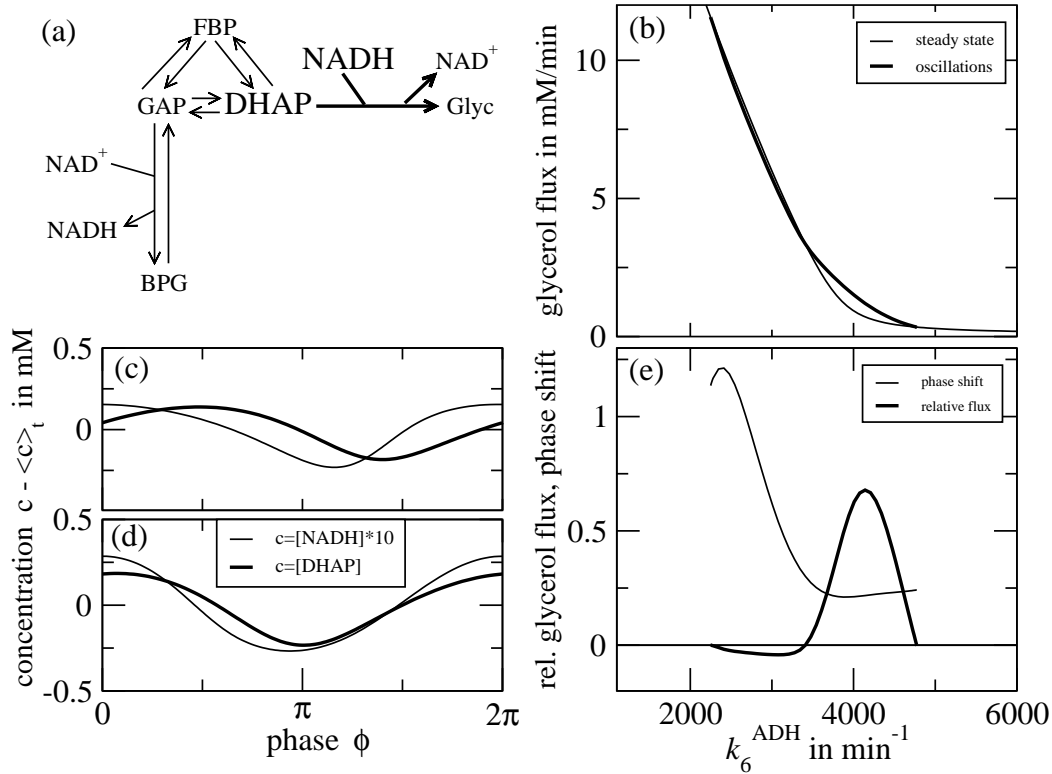 (a)
FBP
NADH
NAD+
GAP
DHAP
Glyc
NAD+
NADH
BPG
(b)
steady state
oscillations
glycerol flux in mM/min
10
5
0
(c)
0.5
0
concentration c - <c>t in mM
(d)
c=[NADH]*10
c=[DHAP]
0.5
0
-0.5
0
π
2π
phase ϕ
(e)
phase shift
relative flux
rel. glycerol flux, phase shift
1
0.5
0
2000
4000
6000
k6ADH in min-1